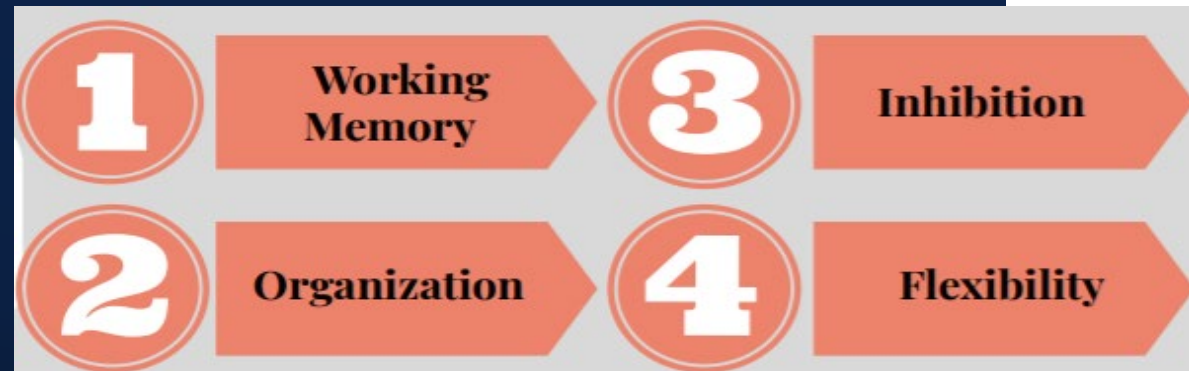 1
Working
Memory
2
Organization
3
Inhibition
4
Flexibility